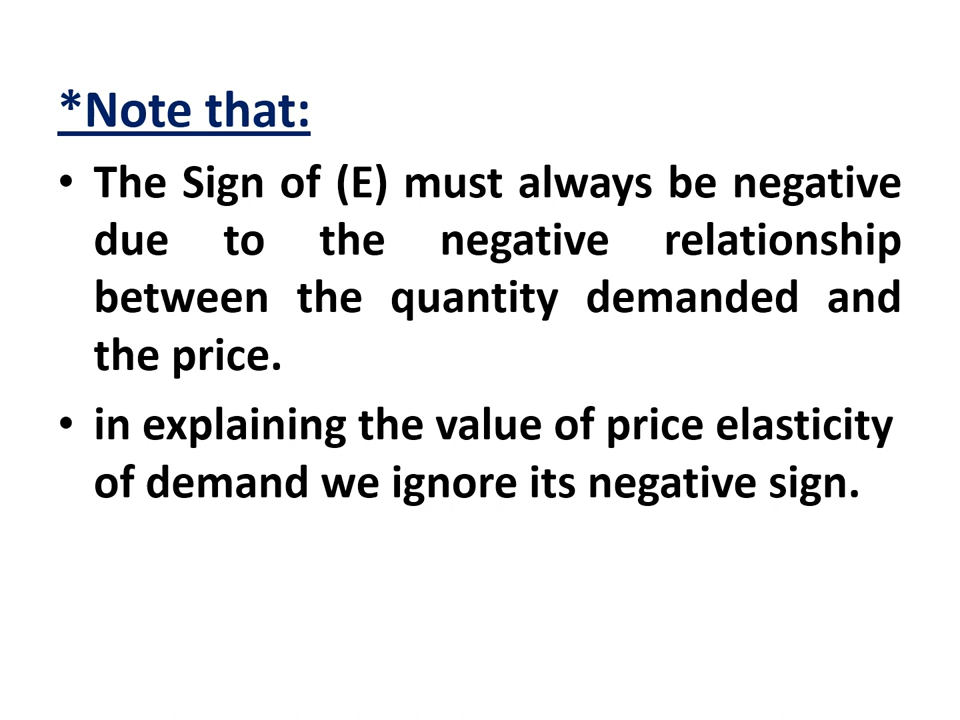 *Note that:
• The Sign of (E) must always be negative
due to the negative relationship
between the quantity demanded and
the price.
• in explaining the value of price elasticity
of demand we ignore its negative sign.